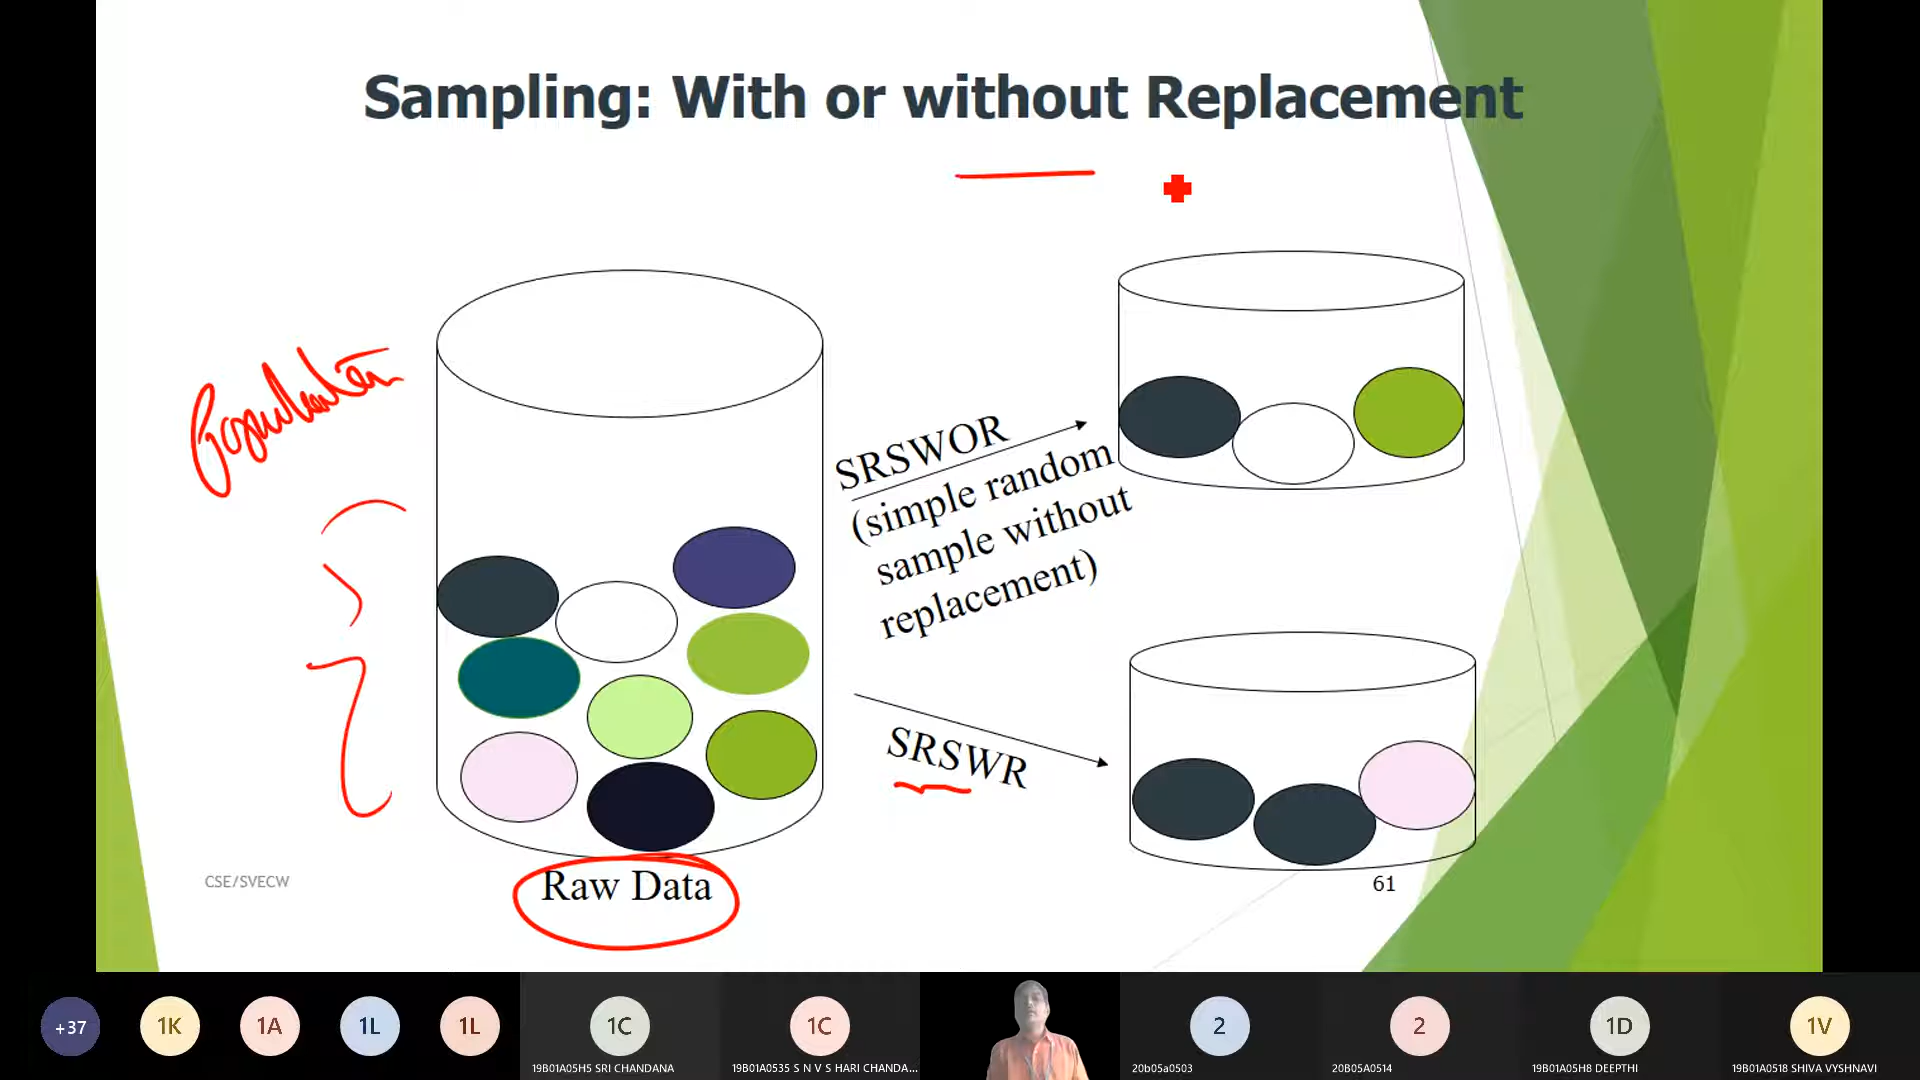 Sampling: With or without Replacement
Population
SRSWOR
(simple random
sample without
replacement)
SRSWR
Raw Data
CSE/SVECW
61
+37
1K
1A
1L
1L
1C
19B01A05H5 SRI CHANDANA
1C
19B01A0535 S N V S HARI CHANDA...
2
20b05a0503
2
20B05A0514
1D
19B01A05H8 DEEPTHI
1V
19B01A0518 SHIVA VYSHNAVI